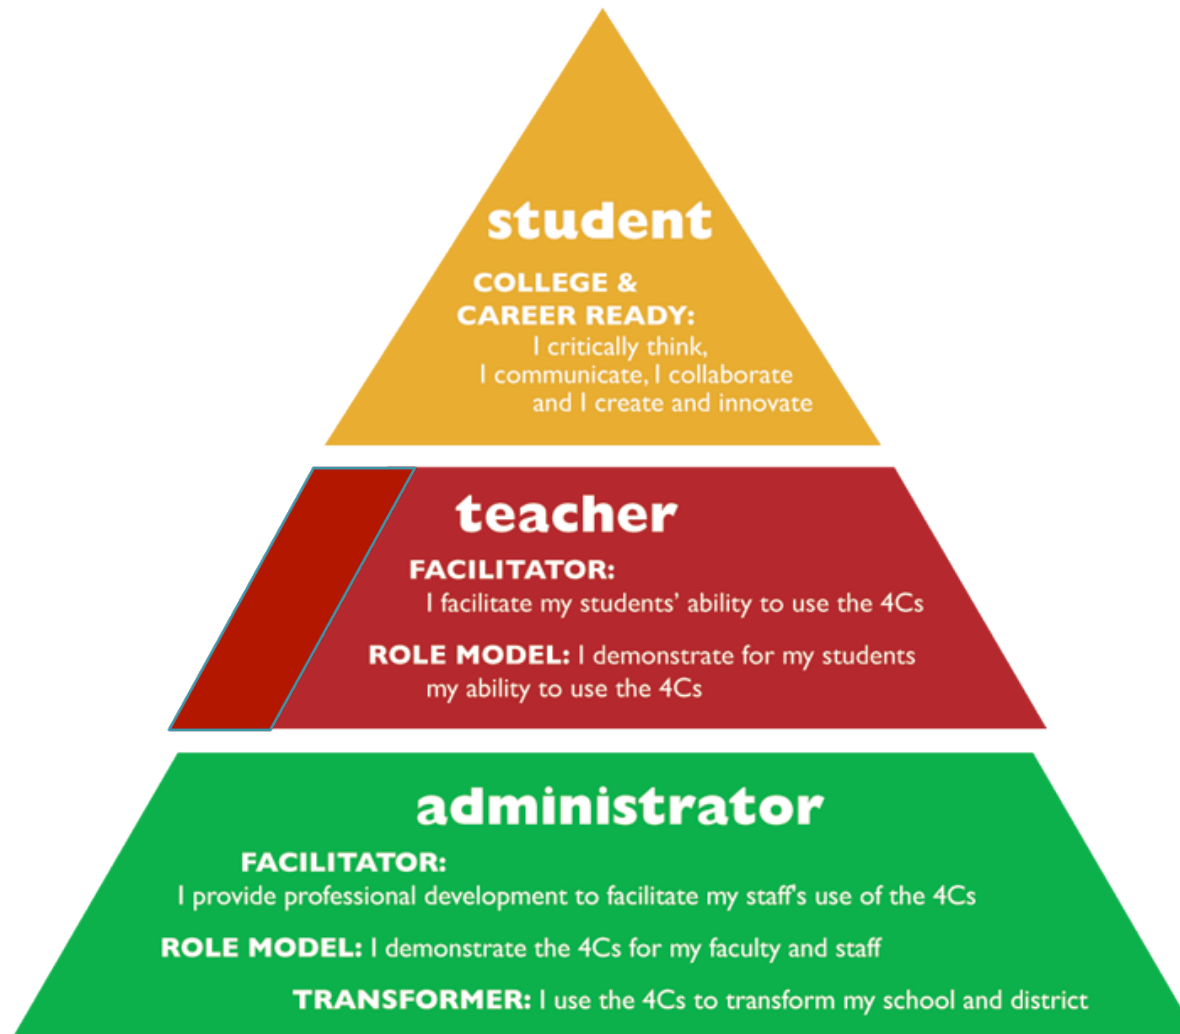 student
COLLEGE &
CAREER READY:
I critically think,
I communicate, I collaborate
and I create and innovate
teacher
FACILITATOR:
I facilitate my students’ ability to use the 4Cs
ROLE MODEL: I demonstrate for my students
my ability to use the 4Cs
administrator
FACILITATOR:
I provide professional development to facilitate my staff's use of the 4Cs
ROLE MODEL: I demonstrate the 4Cs for my faculty and staff
TRANSFORMER: I use the 4Cs to transform my school and district